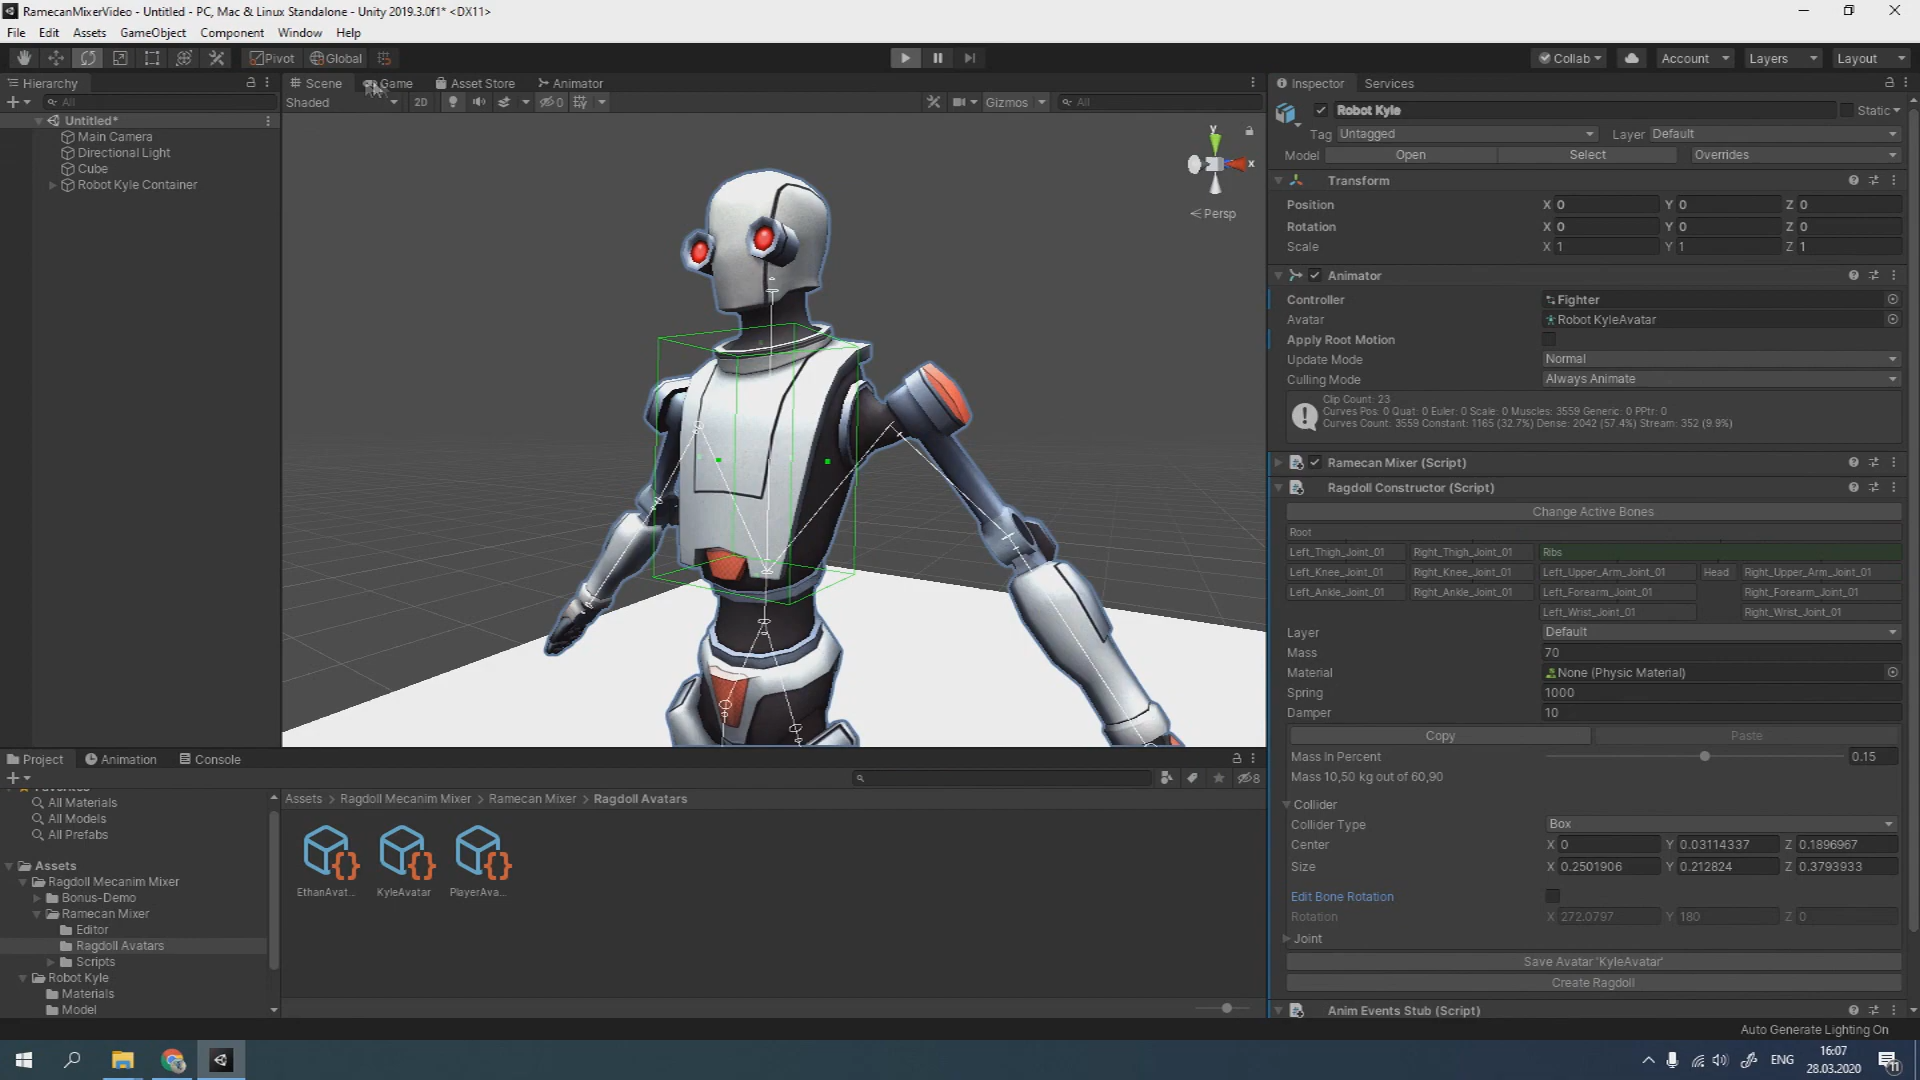 RamecanMixerVideo - Untitled - PC, Mac & Linux Standalone - Unity 2019.3.0f1* <DX11>
File Edit Assets GameObject Component Window Help
Pivot Global Collab Account Layers Layout
Hierarchy
All
Untitled*
Main Camera
Directional Light
Cube
Robot Kyle Container
Scene Game Asset Store Animator
Shaded 2D 0 Gizmos All
y
x
Persp
Inspector Services
Robot Kyle Static
Tag Untagged Layer Default
Model Open Select Overrides
Transform
Position X 0 Y 0 Z 0
Rotation X 0 Y 0 Z 0
Scale X 1 Y 1 Z 1
Animator
Controller Fighter
Avatar Robot KyleAvatar
Apply Root Motion
Update Mode Normal
Culling Mode Always Animate
Clip Count: 23
Curves Pos: 0 Quat: 0 Euler: 0 Scale: 0 Muscles: 3559 Generic: 0 PPtr: 0
Curves Count: 3559 Constant: 1165 (32.7%) Dense: 2042 (57.4%) Stream: 352 (9.9%)
Ramecan Mixer (Script)
Ragdoll Constructor (Script)
Change Active Bones
Root
Left_Thigh_Joint_01 Right_Thigh_Joint_01 Ribs
Left_Knee_Joint_01 Right_Knee_Joint_01 Left_Upper_Arm_Joint_01 Head Right_Upper_Arm_Joint_01
Left_Ankle_Joint_01 Right_Ankle_Joint_01 Left_Forearm_Joint_01 Right_Forearm_Joint_01
Left_Wrist_Joint_01 Right_Wrist_Joint_01
Layer Default
Mass 70
Material None (Physic Material)
Spring 1000
Damper 10
Copy Paste
Mass In Percent 0.15
Mass 10,50 kg out of 60,90
Collider
Collider Type Box
Center X 0 Y 0.03114337 Z 0.1896967
Size X 0.2501906 Y 0.212824 Z 0.3793933
Edit Bone Rotation
Rotation X 272.0797 Y 180 Z 0
Joint
Save Avatar 'KyleAvatar'
Create Ragdoll
Anim Events Stub (Script)
Auto Generate Lighting On
Project Animation Console
8
Favorites
All Materials
All Models
All Prefabs
Assets
Ragdoll Mecanim Mixer
Bonus-Demo
Ramecan Mixer
Editor
Ragdoll Avatars
Scripts
Robot Kyle
Materials
Model
Assets > Ragdoll Mecanim Mixer > Ramecan Mixer > Ragdoll Avatars
EthanAvat... KyleAvatar PlayerAva...
ENG 16:07
28.03.2020
11